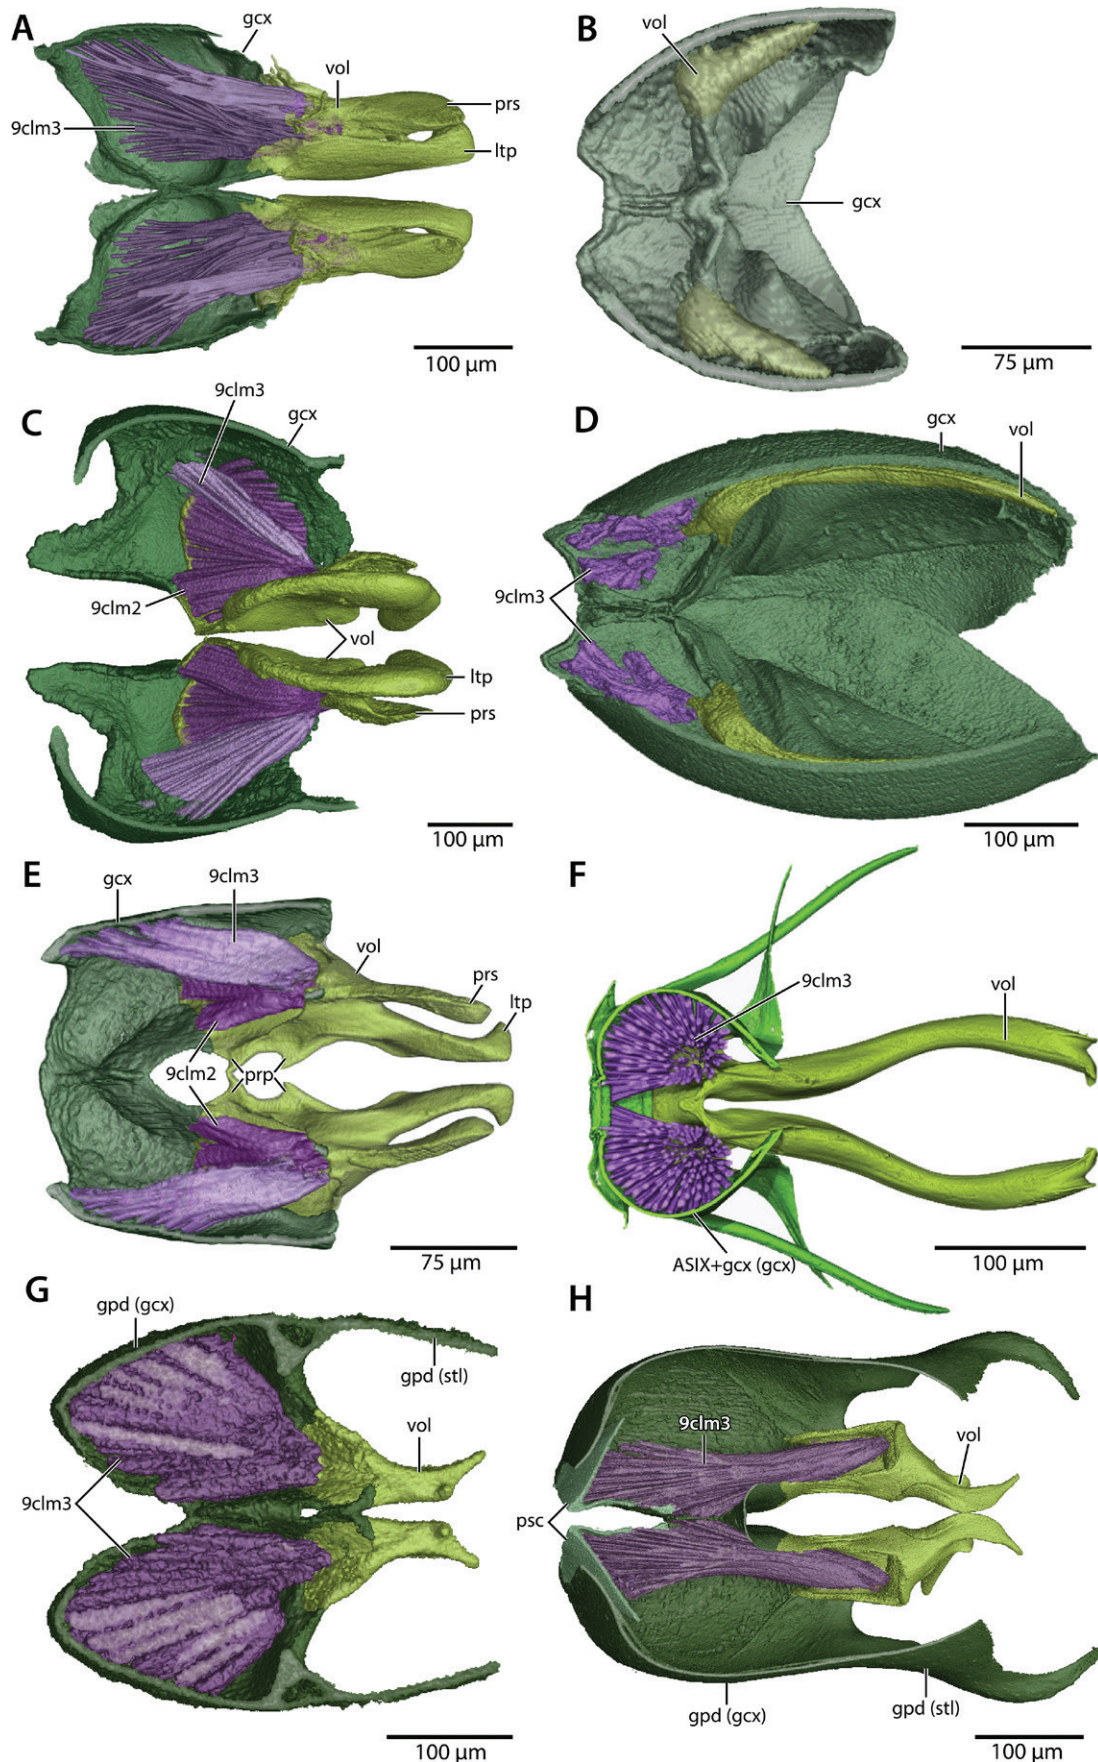 A
gcx
vol
prs
9clm3
ltp
100 µm
B
vol
gcx
75 µm
C
9clm3
gcx
9clm2
vol
ltp
prs
100 µm
D
gcx
vol
9clm3
100 µm
E
gcx
9clm3
vol
prs
ltp
9clm2
prp
75 µm
F
9clm3
vol
ASIX+gcx (gcx)
100 µm
G
gpd (gcx)
gpd (stl)
vol
9clm3
100 µm
H
9clm3
vol
psc
gpd (gcx)
gpd (stl)
100 µm